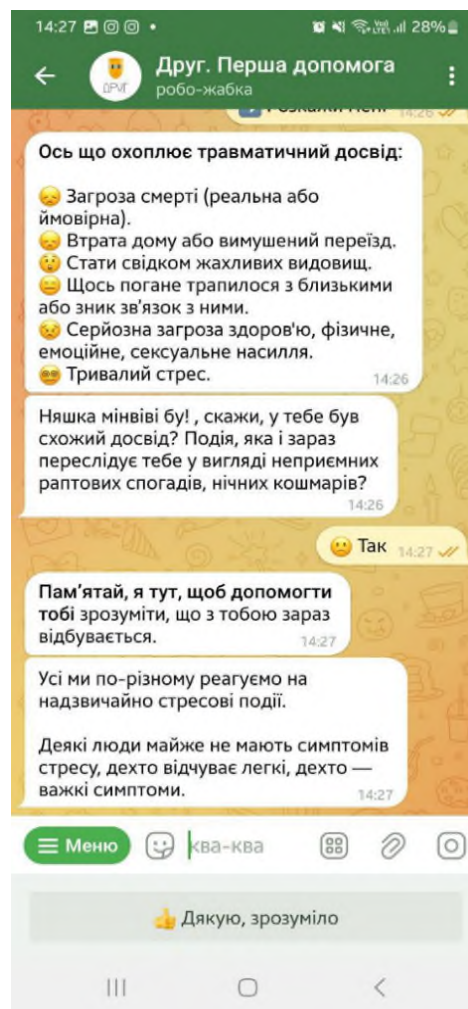 14:27
28%
Друг. Перша допомога
ДРУГ
робо-жабка
14:26
Ось що охоплює травматичний досвід:
😞 Загроза смерті (реальна або
ймовірна).
😞 Втрата дому або вимушений переїзд.
😲 Стати свідком жахливих видовищ.
😑 Щось погане трапилося з близькими
або зник зв’язок з ними.
😣 Серйозна загроза здоров'ю, фізичне,
емоційне, сексуальне насилля.
😵‍💫 Тривалий стрес.
14:26
Няшка мінвіві бу! , скажи, у тебе був
схожий досвід? Подія, яка і зараз
переслідує тебе у вигляді неприємних
раптових спогадів, нічних кошмарів?
14:26
🙁 Так 14:27
Пам’ятай, я тут, щоб допомогти
тобі зрозуміти, що з тобою зараз
відбувається.
14:27
Усі ми по-різному реагуємо на
надзвичайно стресові події.
Деякі люди майже не мають симптомів
стресу, дехто відчуває легкі, дехто —
важкі симптоми.
14:27
Меню
ква-ква
👍 Дякую, зрозуміло